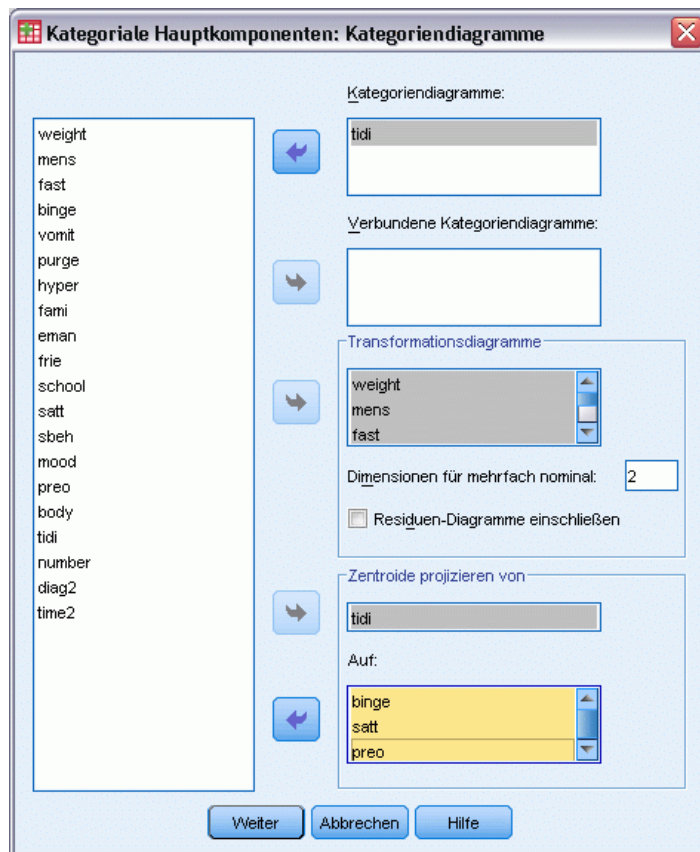 Kategoriale Hauptkomponenten: Kategoriendiagramme
weight
mens
fast
binge
vomit
purge
hyper
fami
eman
frie
school
satt
sbeh
mood
preo
body
tidi
number
diag2
time2
Kategoriendiagramme:
tidi
Verbundene Kategoriendiagramme:
Transformationsdiagramme
weight
mens
fast
Dimensionen für mehrfach nominal: 2
Residuen-Diagramme einschließen
Zentroide projizieren von
tidi
Auf:
binge
satt
preo
Weiter Abbrechen Hilfe